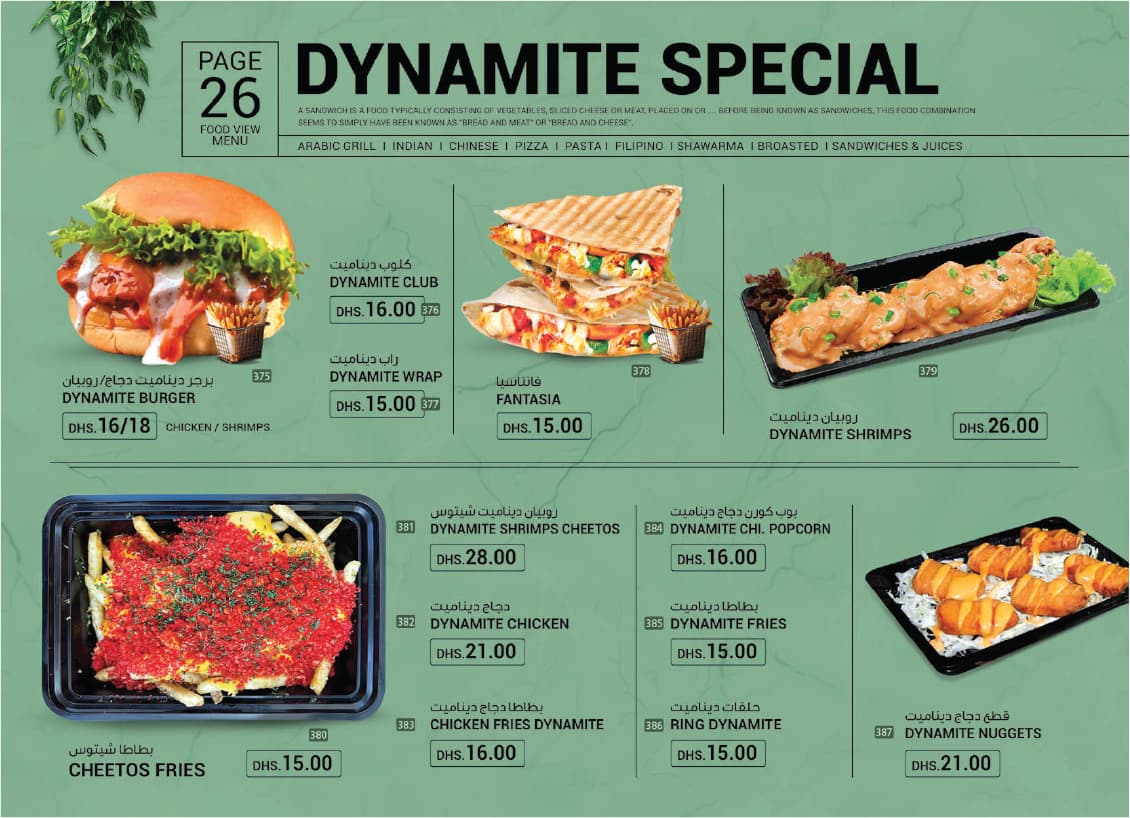 PAGE
26
FOOD VIEW
MENU
DYNAMITE SPECIAL
A SANDWICH IS A FOOD TYPICALLY CONSISTING OF VEGETABLES, SLICED CHEESE OR MEAT, PLACED ON OR .... BEFORE BEING KNOWN AS SANDWICHES, THIS FOOD COMBINATION
SEEMS TO SIMPLY HAVE BEEN KNOWN AS "BREAD AND MEAT" OR "BREAD AND CHEESE".
ARABIC GRILL I INDIAN I CHINESE I PIZZA I PASTA I FILIPINO I SHAWARMA I BROASTED I SANDWICHES & JUICES
375
برجر ديناميت دجاج/روبيان
DYNAMITE BURGER
DHS.16/18 CHICKEN / SHRIMPS
كلوب ديناميت
DYNAMITE CLUB
DHS.16.00 376
راب ديناميت
DYNAMITE WRAP
DHS.15.00 377
378
فانتاسيا
FANTASIA
DHS.15.00
379
روبيان ديناميت
DYNAMITE SHRIMPS
DHS.26.00
380
بطاطا شيتوس
CHEETOS FRIES
DHS.15.00
روبيان ديناميت شيتوس
381 DYNAMITE SHRIMPS CHEETOS
DHS.28.00
دجاج ديناميت
382 DYNAMITE CHICKEN
DHS.21.00
بطاطا دجاج ديناميت
383 CHICKEN FRIES DYNAMITE
DHS.16.00
بوب كورن دجاج ديناميت
384 DYNAMITE CHI. POPCORN
DHS.16.00
بطاطا ديناميت
385 DYNAMITE FRIES
DHS.15.00
حلقات ديناميت
386 RING DYNAMITE
DHS.15.00
قطع دجاج ديناميت
387 DYNAMITE NUGGETS
DHS.21.00